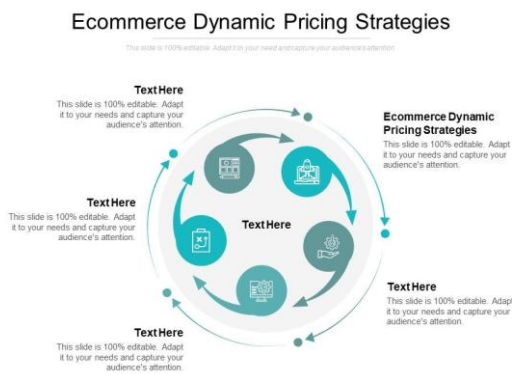 Ecommerce Dynamic Pricing Strategies
This slide is 100% editable. Adapt it to your need and capture your audience's attention
Text Here
This slide is 100% editable. Adapt
it to your needs and capture your
audience's attention.
Ecommerce Dynamic
Pricing Strategies
This slide is 100% editable. Adapt
it to your needs and capture your
audience's attention.
Text Here
This slide is 100% editable. Adapt
it to your needs and capture your
audience's attention.
Text Here
Text Here
This slide is 100% editable. Adapt
it to your needs and capture your
audience's attention.
Text Here
This slide is 100% editable. Adapt
it to your needs and capture your
audience's attention.